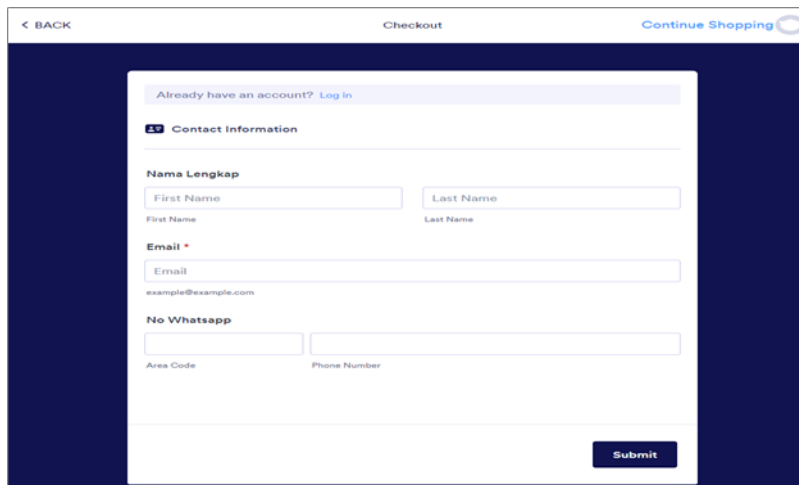 < BACK Checkout Continue Shopping
Already have an account? Log in
Contact Information
Nama Lengkap
First Name Last Name
First Name Last Name
Email *
Email
example@example.com
No Whatsapp
Area Code Phone Number
Submit